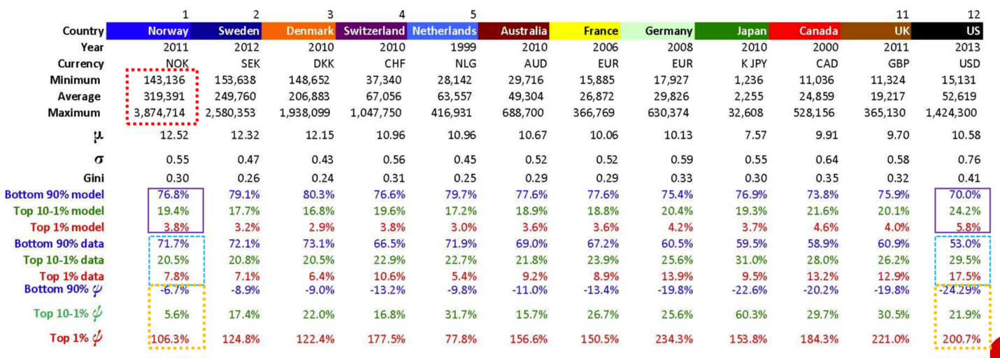 1 2 3 4 5 11 12
Country Norway Sweden Denmark Switzerland Netherlands Australia France Germany Japan Canada UK US
Year 2011 2012 2010 2010 1999 2010 2006 2008 2010 2000 2011 2013
Currency NOK SEK DKK CHF NLG AUD EUR EUR K JPY CAD GBP USD
Minimum 143,136 153,638 148,652 37,340 28,142 29,716 15,885 17,927 1,236 11,036 11,324 15,131
Average 319,391 249,760 206,883 67,056 63,557 49,304 26,872 29,826 2,255 24,859 19,217 52,619
Maximum 3,874,714 2,580,353 1,938,099 1,047,750 416,931 688,700 366,769 630,374 32,608 528,156 365,130 1,424,300
μ 12.52 12.32 12.15 10.96 10.96 10.67 10.06 10.13 7.57 9.91 9.70 10.58
σ 0.55 0.47 0.43 0.56 0.45 0.52 0.52 0.59 0.55 0.64 0.58 0.76
Gini 0.30 0.26 0.24 0.31 0.25 0.29 0.29 0.33 0.30 0.35 0.32 0.41
Bottom 90% model 76.8% 79.1% 80.3% 76.6% 79.7% 77.6% 77.6% 75.4% 76.9% 73.8% 75.9% 70.0%
Top 10-1% model 19.4% 17.7% 16.8% 19.6% 17.2% 18.9% 18.8% 20.4% 19.3% 21.6% 20.1% 24.2%
Top 1% model 3.8% 3.2% 2.9% 3.8% 3.0% 3.6% 3.6% 4.2% 3.7% 4.6% 4.0% 5.8%
Bottom 90% data 71.7% 72.1% 73.1% 66.5% 71.9% 69.0% 67.2% 60.5% 59.5% 58.9% 60.9% 53.0%
Top 10-1% data 20.5% 20.8% 20.5% 22.9% 22.7% 21.8% 23.9% 25.6% 31.0% 28.0% 26.2% 29.5%
Top 1% data 7.8% 7.1% 6.4% 10.6% 5.4% 9.2% 8.9% 13.9% 9.5% 13.2% 12.9% 17.5%
Bottom 90% ψ -6.7% -8.9% -9.0% -13.2% -9.8% -11.0% -13.4% -19.8% -22.6% -20.2% -19.8% -24.29%
Top 10-1% ψ 5.6% 17.4% 22.0% 16.8% 31.7% 15.7% 26.7% 25.6% 60.3% 29.7% 30.5% 21.9%
Top 1% ψ 106.3% 124.8% 122.4% 177.5% 77.8% 156.6% 150.5% 234.3% 153.8% 184.3% 221.0% 200.7%